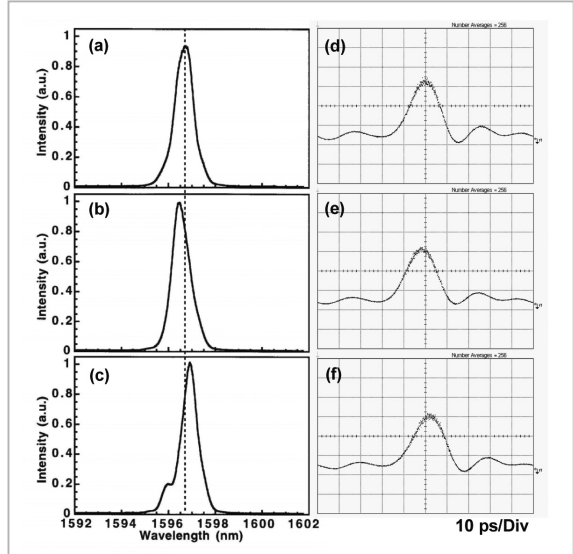 (a)
Intensity (a.u.)
1
0.8
0.6
0.4
0.2
0
(b)
Intensity (a.u.)
1
0.8
0.6
0.4
0.2
0
(c)
Intensity (a.u.)
1
0.8
0.6
0.4
0.2
0
1592 1594 1596 1598 1600 1602
Wavelength (nm)
Number Averages = 256
(d)
Number Averages = 256
(e)
Number Averages = 256
(f)
10 ps/Div